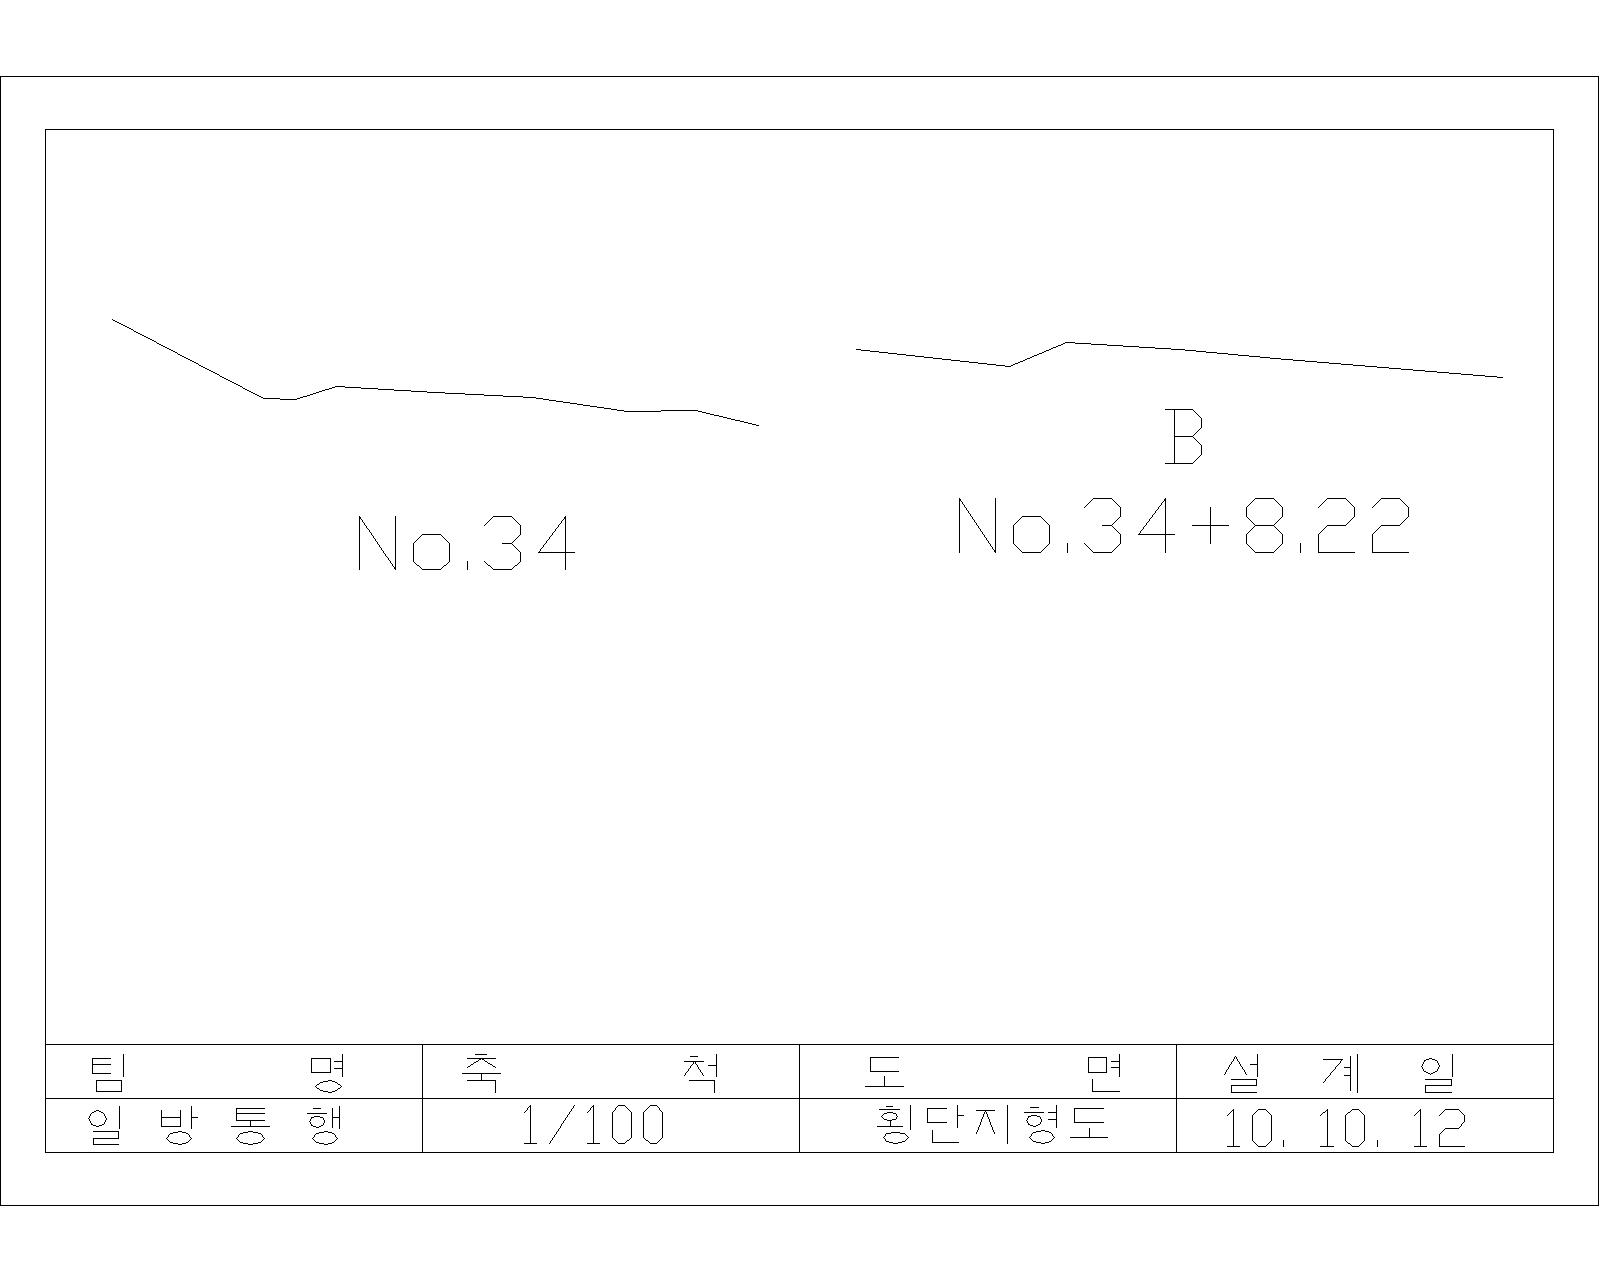 No.34
B
No.34+8.22
팀 명 축 척 도 면 설 계 일
일 방 통 행 1/100 횡단지형도 10. 10. 12